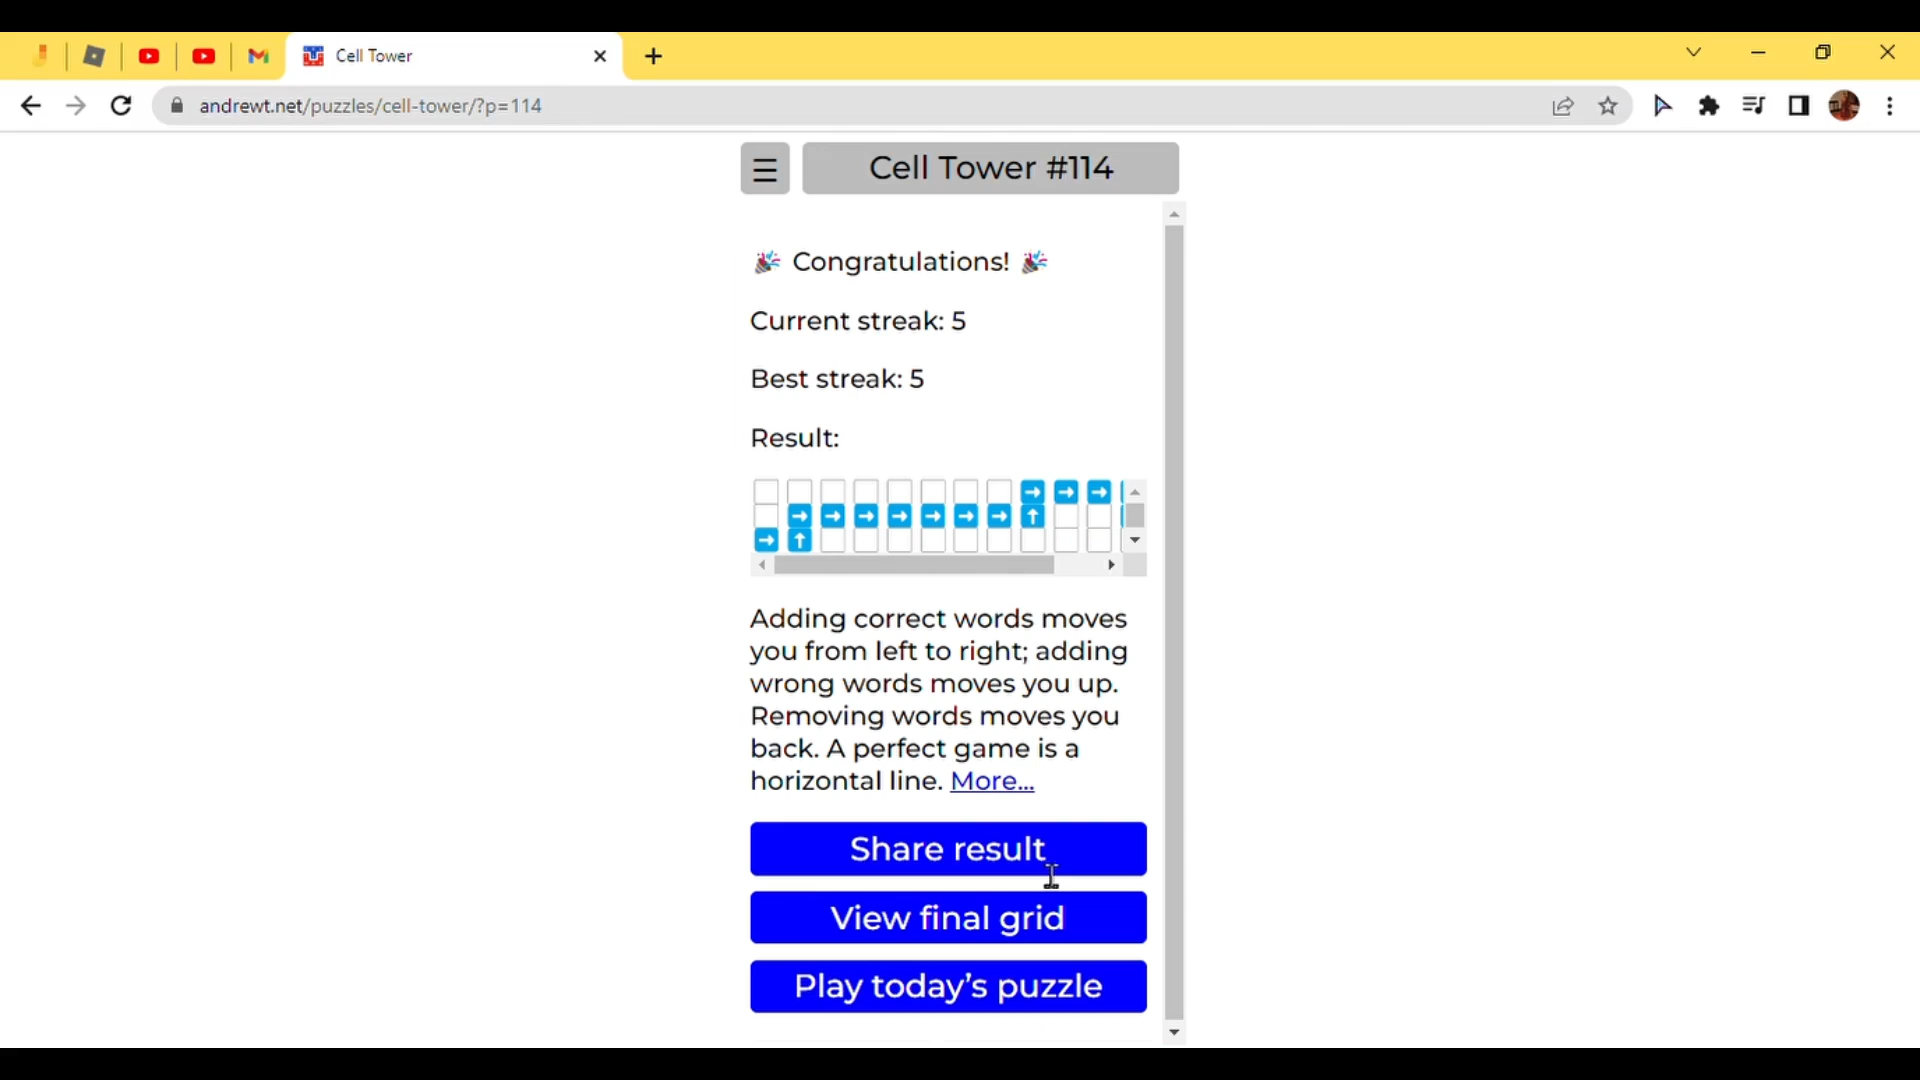 Cell Tower
andrewt.net/puzzles/cell-tower/?p=114
Cell Tower #114
🎉 Congratulations! 🎉
Current streak: 5
Best streak: 5
Result:
Adding correct words moves
you from left to right; adding
wrong words moves you up.
Removing words moves you
back. A perfect game is a
horizontal line. More...
Share result
View final grid
Play today’s puzzle